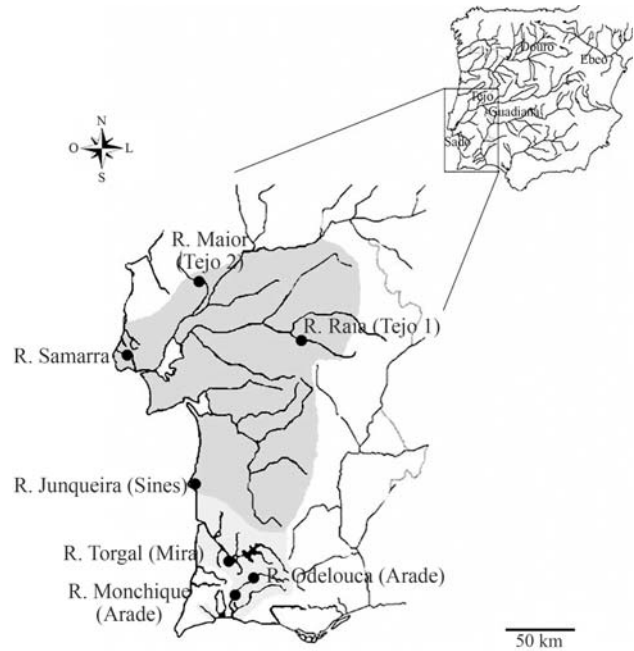 Douro
Ebro
Tejo
Guadiana
Sado
N
O
L
S
R. Maior
(Tejo 2)
R. Raia (Tejo 1)
R. Samarra
R. Junqueira (Sines)
R. Torgal (Mira)
R. Odelouca (Arade)
R. Monchique
(Arade)
50 km